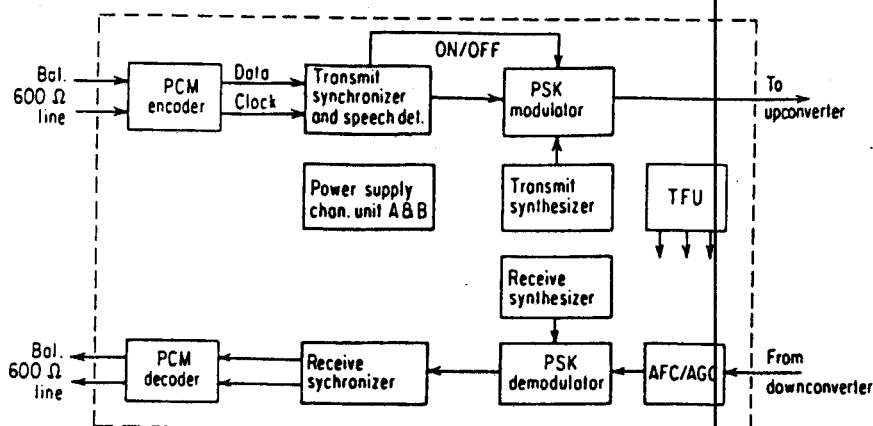 ON/OFF
Bal.
600 Ω
line
PCM
encoder
Data
Clock
Transmit
synchronizer
and speech det.
PSK
modulator
To
upconverter
Power supply
chan. unit A&B
Transmit
synthesizer
TFU
Receive
synthesizer
Bal.
600 Ω
line
PCM
decoder
Receive
sychronizer
PSK
demodulator
AFC/AGC
From
downconverter